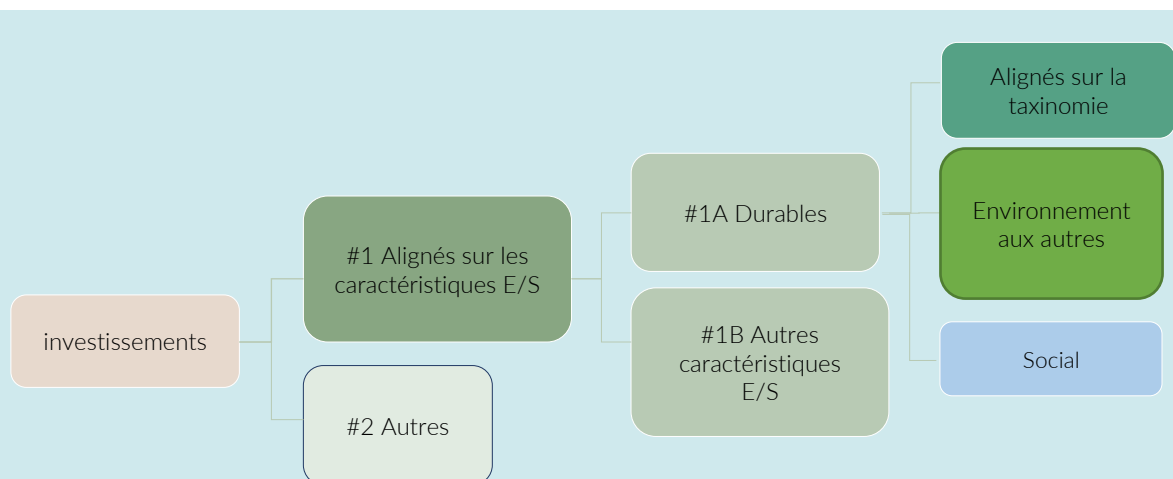 investissements
#1 Alignés sur les
caractéristiques E/S
#2 Autres
#1A Durables
#1B Autres
caractéristiques
E/S
Alignés sur la
taxinomie
Environnement
aux autres
Social